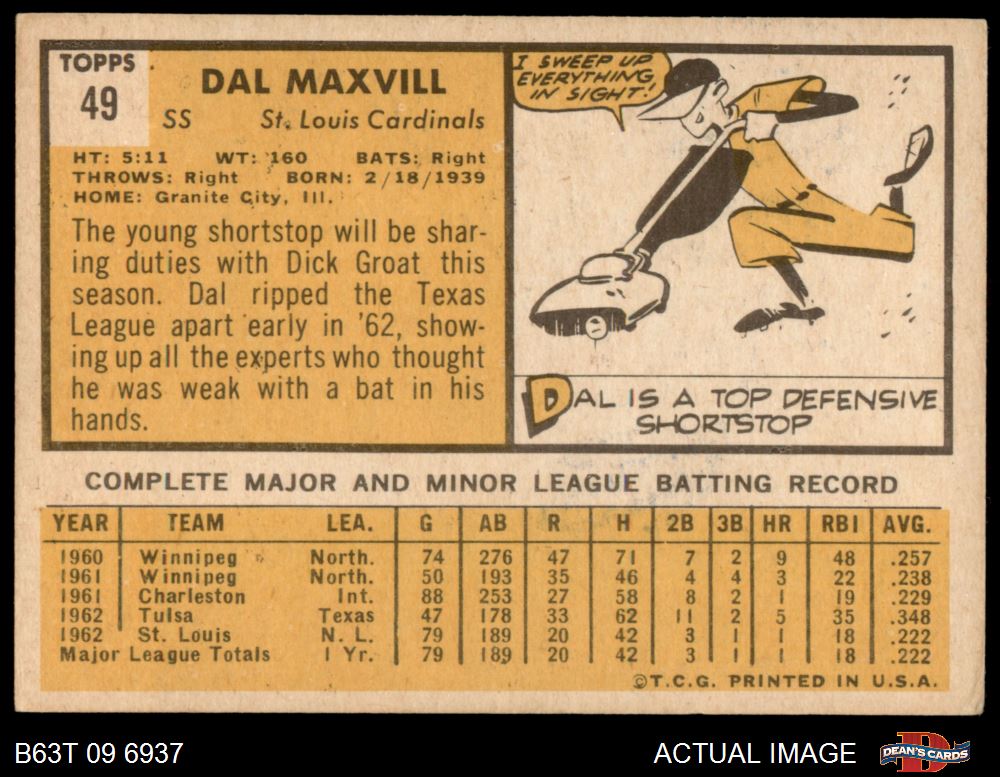 TOPPS
49
DAL MAXVILL
SS St. Louis Cardinals
HT: 5:11 WT: 160 BATS: Right
THROWS: Right BORN: 2/18/1939
HOME: Granite City, Ill.
The young shortstop will be shar-
ing duties with Dick Groat this
season. Dal ripped the Texas
League apart early in '62, show-
ing up all the experts who thought
he was weak with a bat in his
hands.
I SWEEP UP
EVERYTHING
IN SIGHT!
DAL IS A TOP DEFENSIVE
SHORTSTOP
COMPLETE MAJOR AND MINOR LEAGUE BATTING RECORD
YEAR TEAM LEA. G AB R H 2B 3B HR RBI AVG.
1960 Winnipeg North. 74 276 47 71 7 2 9 48 .257
1961 Winnipeg North. 50 193 35 46 4 4 3 22 .238
1961 Charleston Int. 88 253 27 58 8 2 1 19 .229
1962 Tulsa Texas 47 178 33 62 11 2 5 35 .348
1962 St. Louis N. L. 79 189 20 42 3 1 1 18 .222
Major League Totals 1 Yr. 79 189 20 42 3 1 1 18 .222
©T.C.G. PRINTED IN U.S.A.
B63T 09 6937 ACTUAL IMAGE DEAN'S CARDS